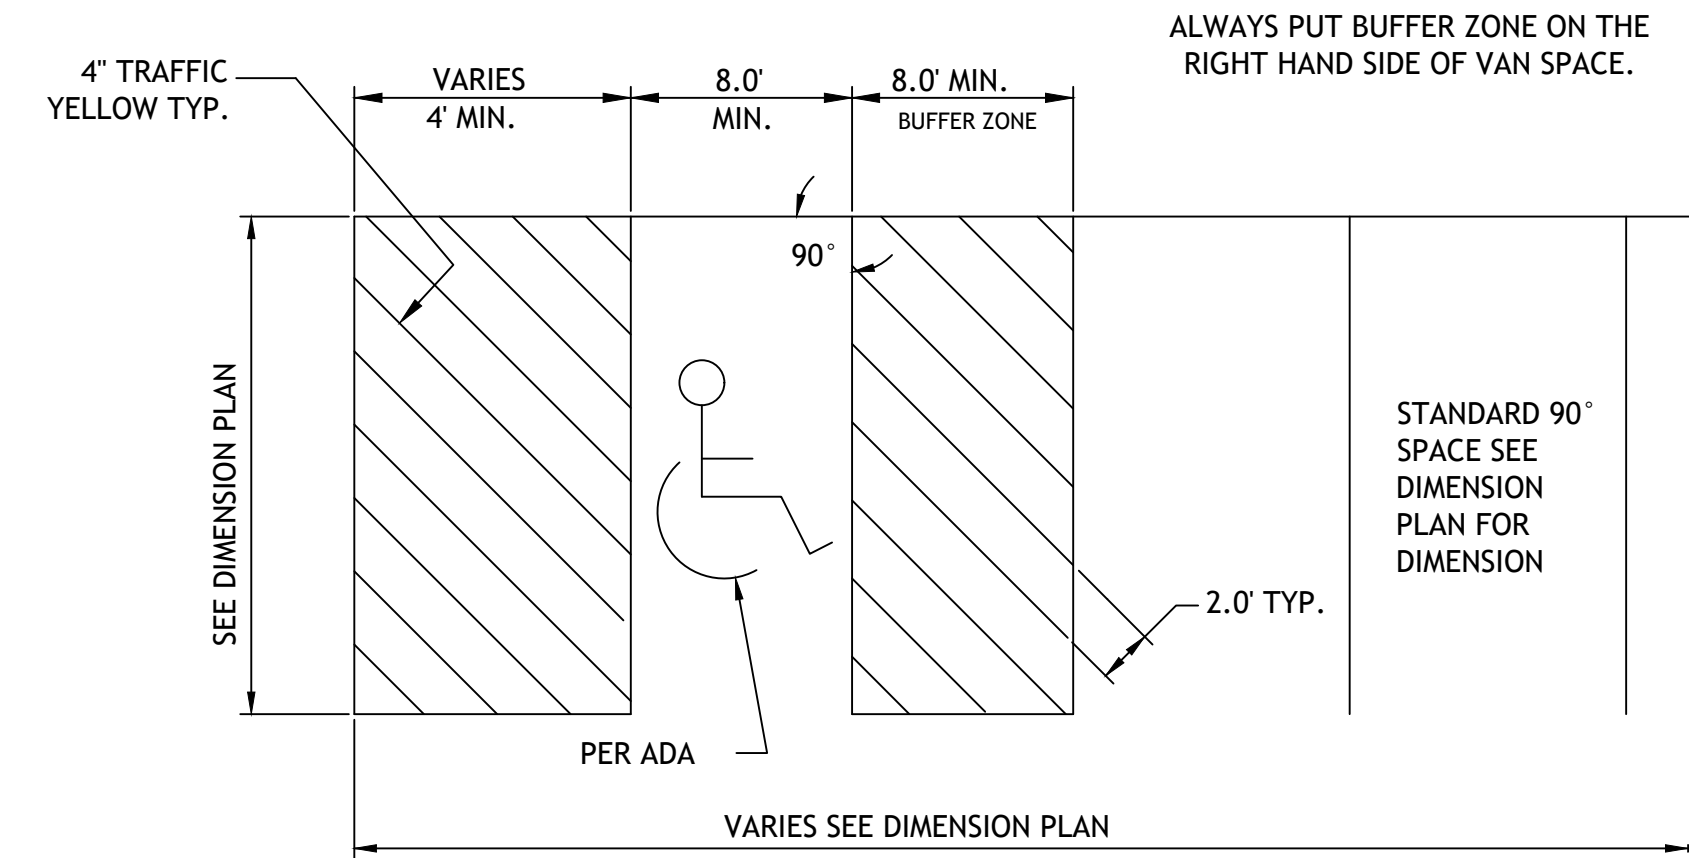 ALWAYS PUT BUFFER ZONE ON THE
RIGHT HAND SIDE OF VAN SPACE.
4" TRAFFIC
YELLOW TYP.
VARIES
4' MIN.
8.0'
MIN.
8.0' MIN.
BUFFER ZONE
90°
SEE DIMENSION PLAN
STANDARD 90°
SPACE SEE
DIMENSION
PLAN FOR
DIMENSION
2.0' TYP.
PER ADA
VARIES SEE DIMENSION PLAN